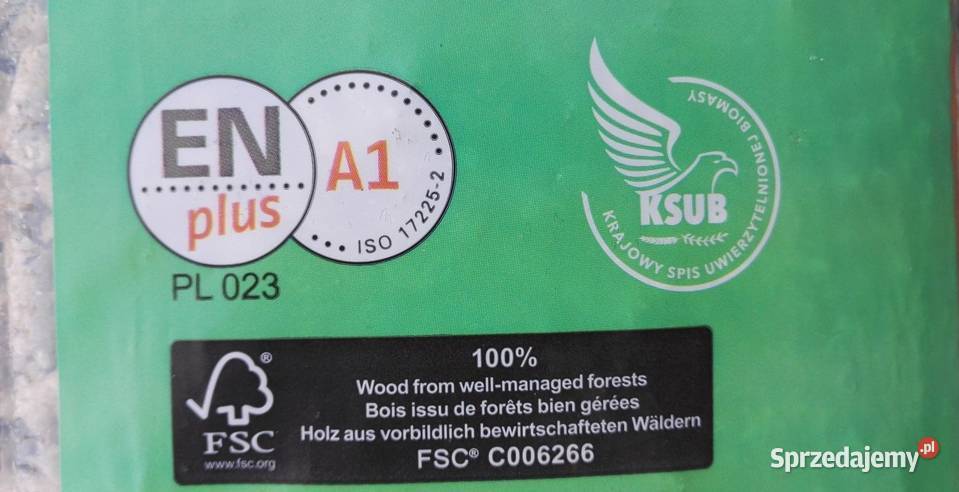 EN
plus
A1
ISO 17225-2
PL 023
KSUB
KRAJOWY SPIS UWIERZYTELNIONEJ BIOMASY
FSC
®
www.fsc.org
100%
Wood from well-managed forests
Bois issu de forêts bien gérées
Holz aus vorbildlich bewirtschafteten Wäldern
FSC® C006266
Sprzedajemy.pl